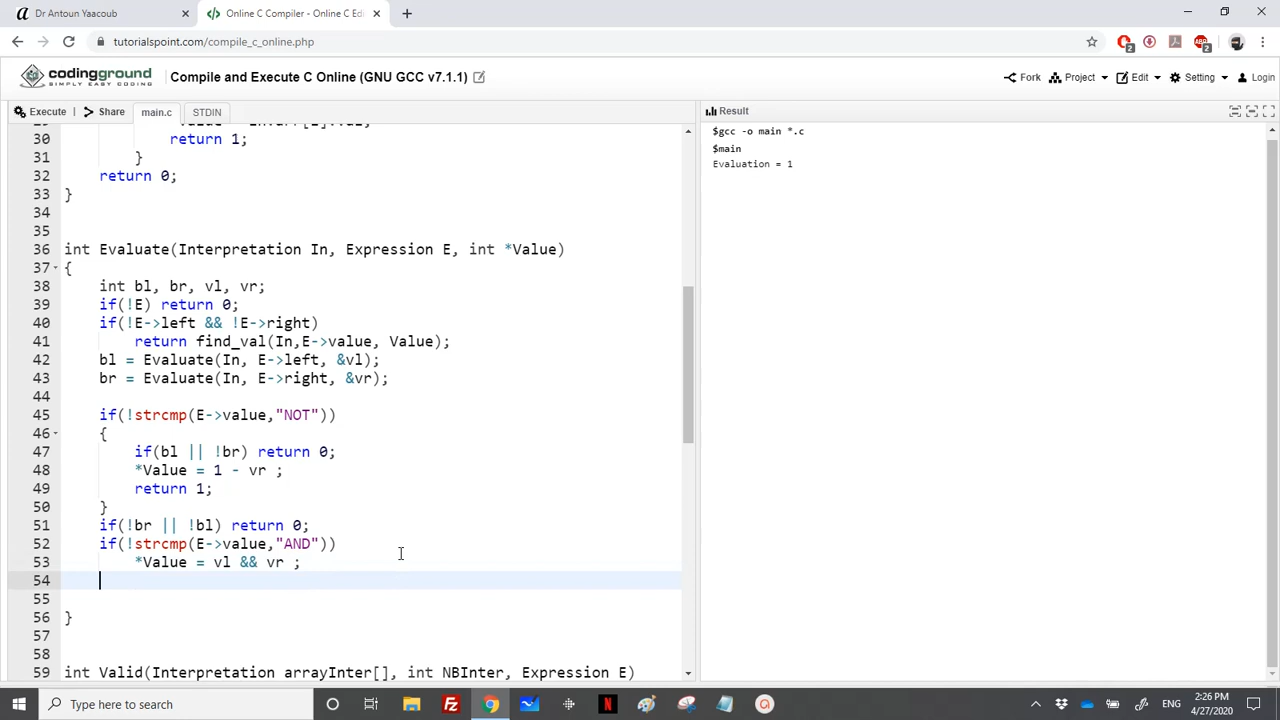 Dr Antoun Yaacoub
Online C Compiler - Online C Edi
tutorialspoint.com/compile_c_online.php
2
ABP
2
codingground
SIMPLY EASY CODING
Compile and Execute C Online (GNU GCC v7.1.1)
Fork
Project
Edit
Setting
Login
Execute
Share
main.c
STDIN
Result
$gcc -o main *.c
$main
Evaluation = 1
30 return 1;
31 }
32 return 0;
33 }
34
35
36 int Evaluate(Interpretation In, Expression E, int *Value)
37 {
38 int bl, br, vl, vr;
39 if(!E) return 0;
40 if(!E->left && !E->right)
41 return find_val(In,E->value, Value);
42 bl = Evaluate(In, E->left, &vl);
43 br = Evaluate(In, E->right, &vr);
44
45 if(!strcmp(E->value,"NOT"))
46 {
47 if(bl || !br) return 0;
48 *Value = 1 - vr ;
49 return 1;
50 }
51 if(!br || !bl) return 0;
52 if(!strcmp(E->value,"AND"))
53 *Value = vl && vr ;
54
55
56 }
57
58
59 int Valid(Interpretation arrayInter[], int NBInter, Expression E)
Type here to search
ENG
2:26 PM
4/27/2020